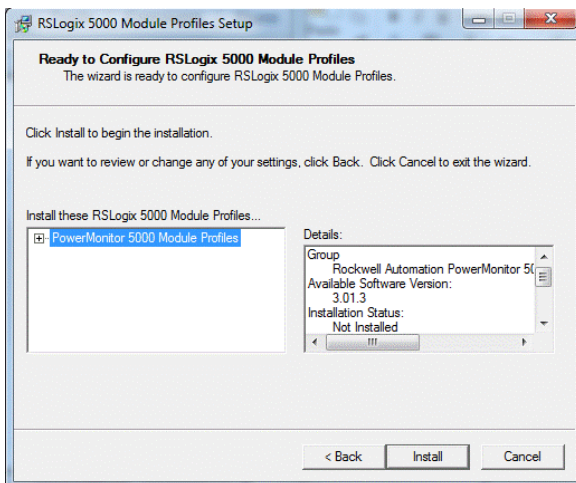 RSLogix 5000 Module Profiles Setup
Ready to Configure RSLogix 5000 Module Profiles
The wizard is ready to configure RSLogix 5000 Module Profiles.
Click Install to begin the installation.
If you want to review or change any of your settings, click Back. Click Cancel to exit the wizard.
Install these RSLogix 5000 Module Profiles...
PowerMonitor 5000 Module Profiles
Details:
Group
Rockwell Automation PowerMonitor 50
Available Software Version:
3.01.3
Installation Status:
Not Installed
< Back Install Cancel